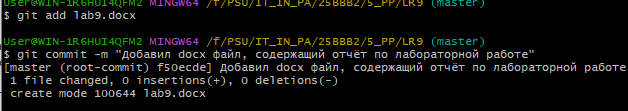 User@WIN-1R6HUI4QFM2 MINGW64 /f/PSU/IT_IN_PA/25BBB2/5_PP/LR9 (master)
$ git add lab9.docx
User@WIN-1R6HUI4QFM2 MINGW64 /f/PSU/IT_IN_PA/25BBB2/5_PP/LR9 (master)
$ git commit -m "Добавил docx файл, содержащий отчёт по лабораторной работе"
[master (root-commit) f50ecde] Добавил docx файл, содержащий отчёт по лабораторной работе
1 file changed, 0 insertions(+), 0 deletions(-)
create mode 100644 lab9.docx